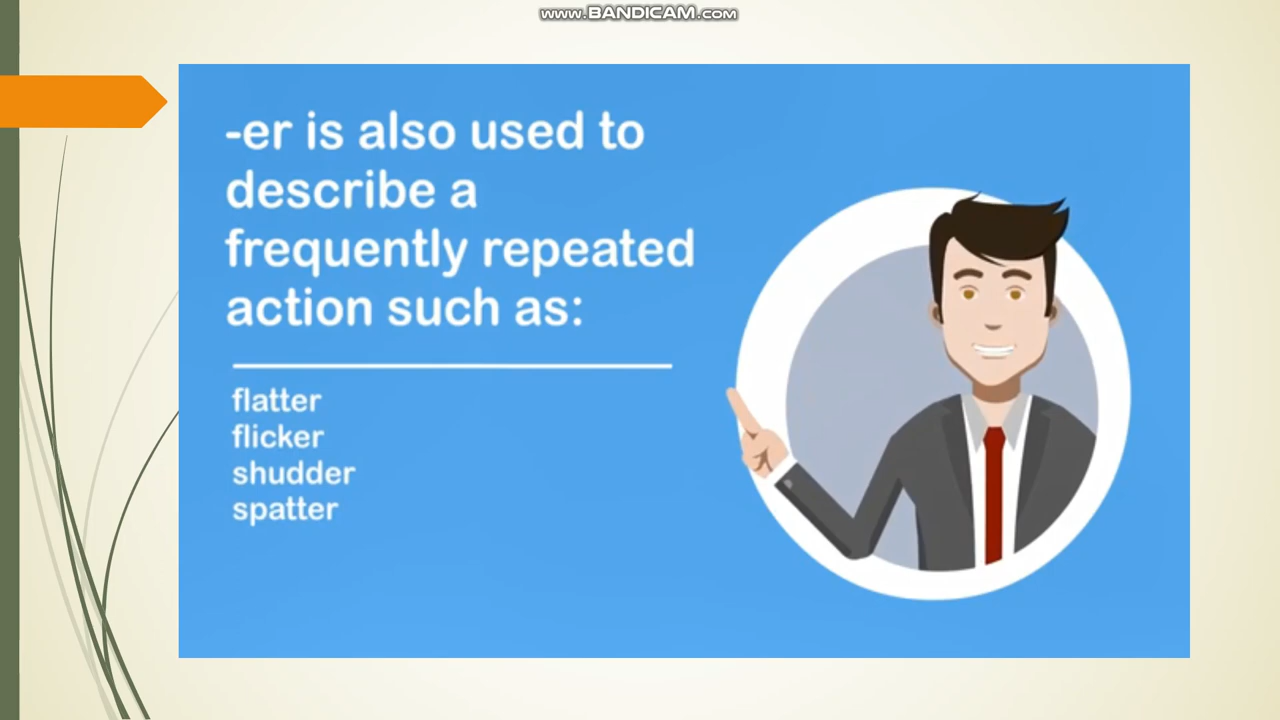 www.BANDICAM.com
-er is also used to
describe a
frequently repeated
action such as:
flatter
flicker
shudder
spatter